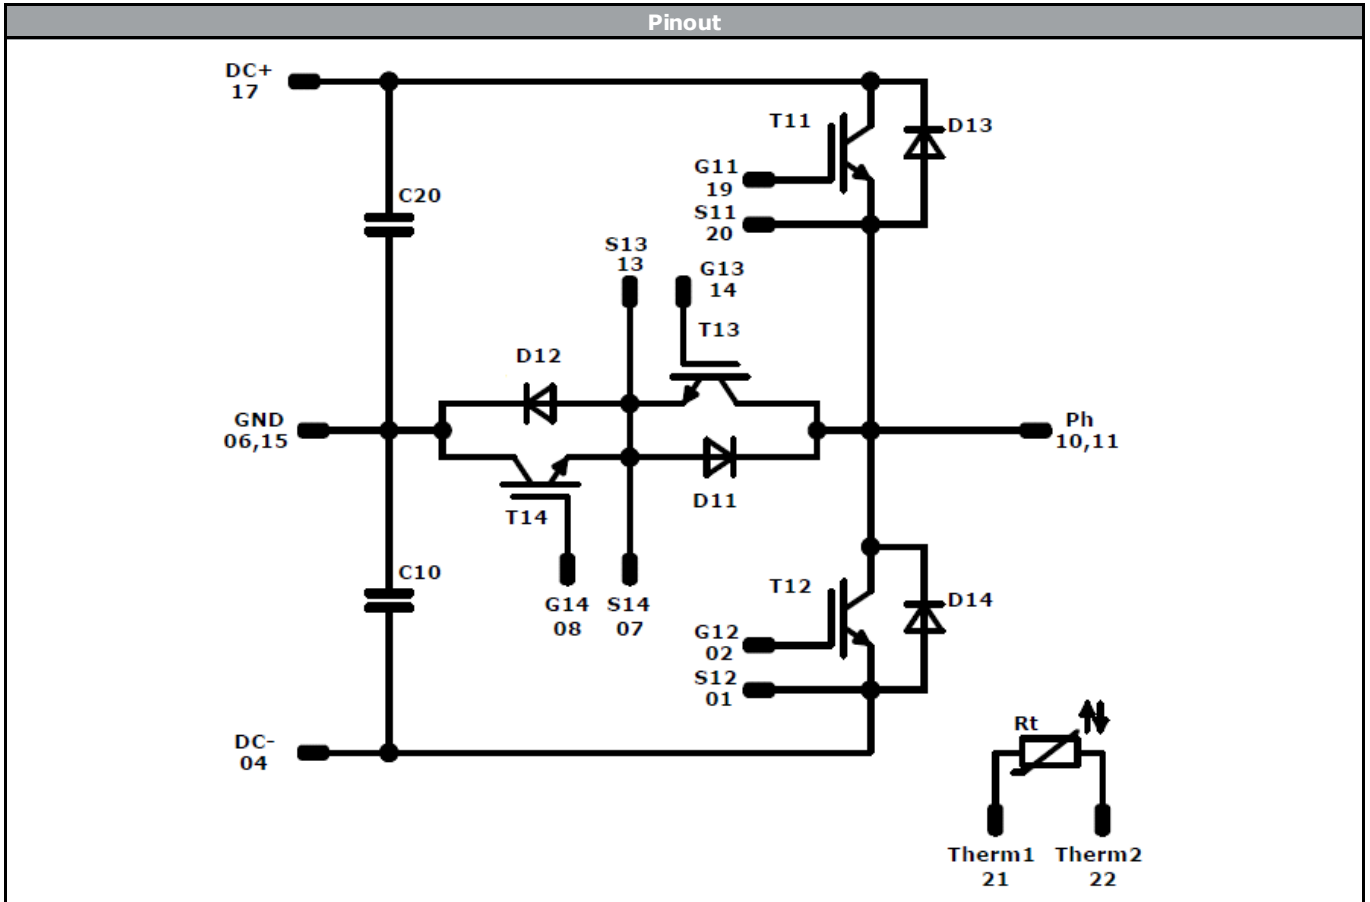 Pinout
DC+
17
T11
D13
G11
19
C20
S11
20
S13
13
G13
14
T13
D12
GND
06,15
Ph
10,11
D11
T14
C10
T12
D14
G14
08
S14
07
G12
02
S12
01
DC-
04
Rt
Therm1
21
Therm2
22